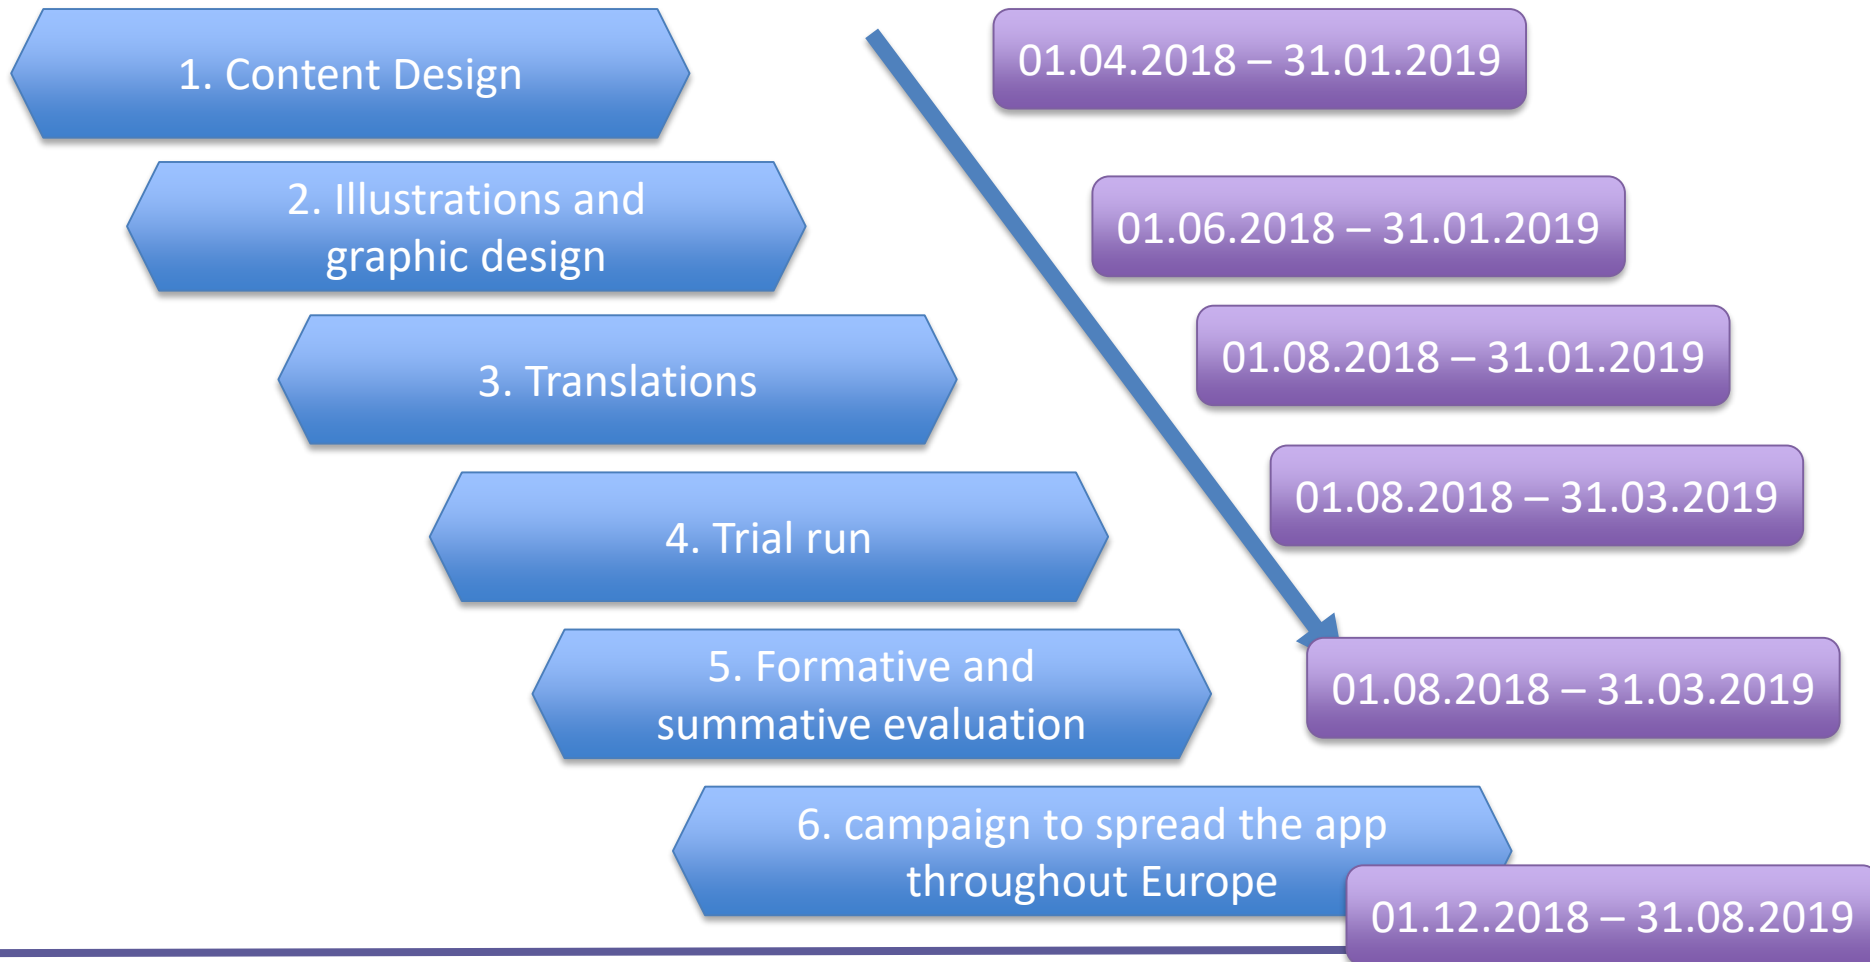 1. Content Design
01.04.2018 – 31.01.2019
2. Illustrations and
graphic design
01.06.2018 – 31.01.2019
3. Translations
01.08.2018 – 31.01.2019
4. Trial run
01.08.2018 – 31.03.2019
5. Formative and
summative evaluation
01.08.2018 – 31.03.2019
6. campaign to spread the app
throughout Europe
01.12.2018 – 31.08.2019